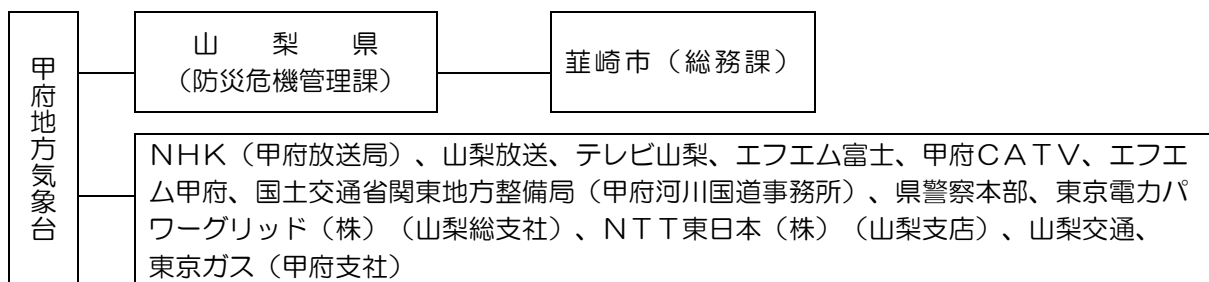 甲府地方気象台
山梨県
（防災危機管理課）
韮崎市（総務課）
ＮＨＫ（甲府放送局）、山梨放送、テレビ山梨、エフエム富士、甲府ＣＡＴＶ、エフエ
ム甲府、国土交通省関東地方整備局（甲府河川国道事務所）、県警察本部、東京電力パ
ワーグリッド（株）（山梨総支社）、ＮＴＴ東日本（株）（山梨支店）、山梨交通、
東京ガス（甲府支社）